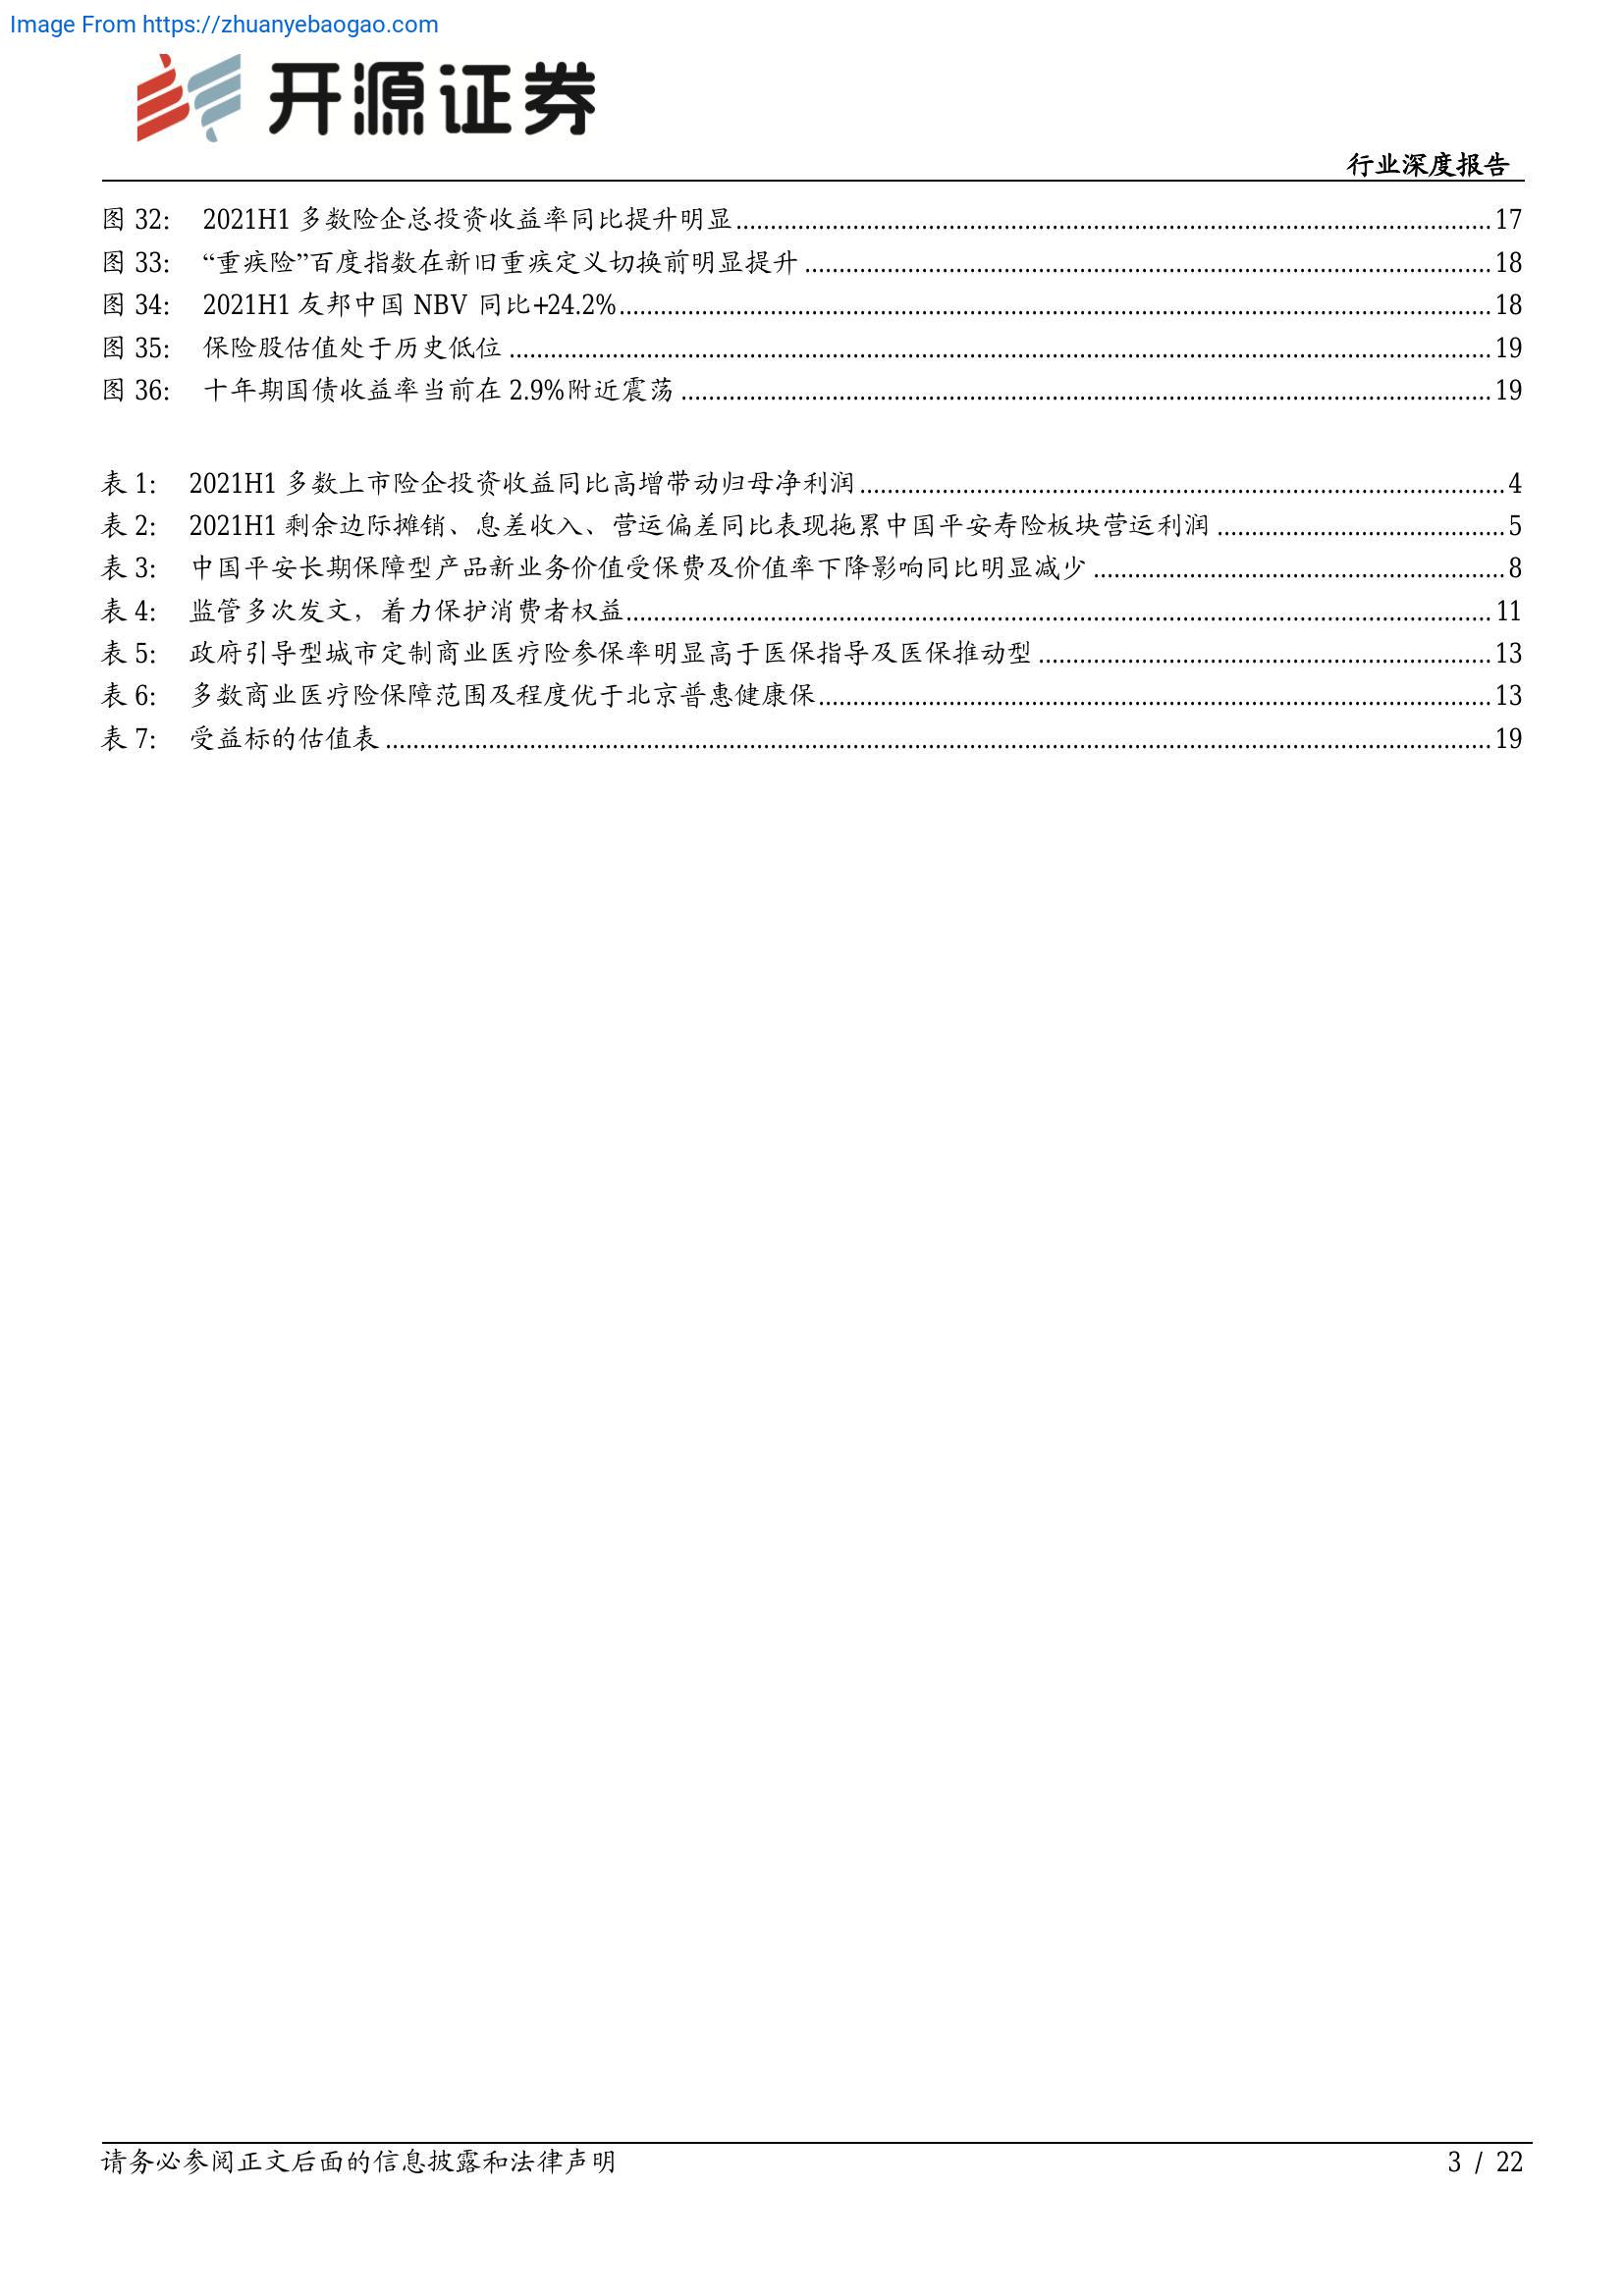 Image From https://zhuanyebaogao.com
开源证券
行业深度报告
图 32: 2021H1 多数险企总投资收益率同比提升明显 17
图 33: “重疾险”百度指数在新旧重疾定义切换前明显提升 18
图 34: 2021H1 友邦中国 NBV 同比+24.2% 18
图 35: 保险股估值处于历史低位 19
图 36: 十年期国债收益率当前在 2.9%附近震荡 19
表 1: 2021H1 多数上市险企投资收益同比高增带动归母净利润 4
表 2: 2021H1 剩余边际摊销、息差收入、营运偏差同比表现拖累中国平安寿险板块营运利润 5
表 3: 中国平安长期保障型产品新业务价值受保费及价值率下降影响同比明显减少 8
表 4: 监管多次发文，着力保护消费者权益 11
表 5: 政府引导型城市定制商业医疗险参保率明显高于医保指导及医保推动型 13
表 6: 多数商业医疗险保障范围及程度优于北京普惠健康保 13
表 7: 受益标的估值表 19
请务必参阅正文后面的信息披露和法律声明 3 / 22